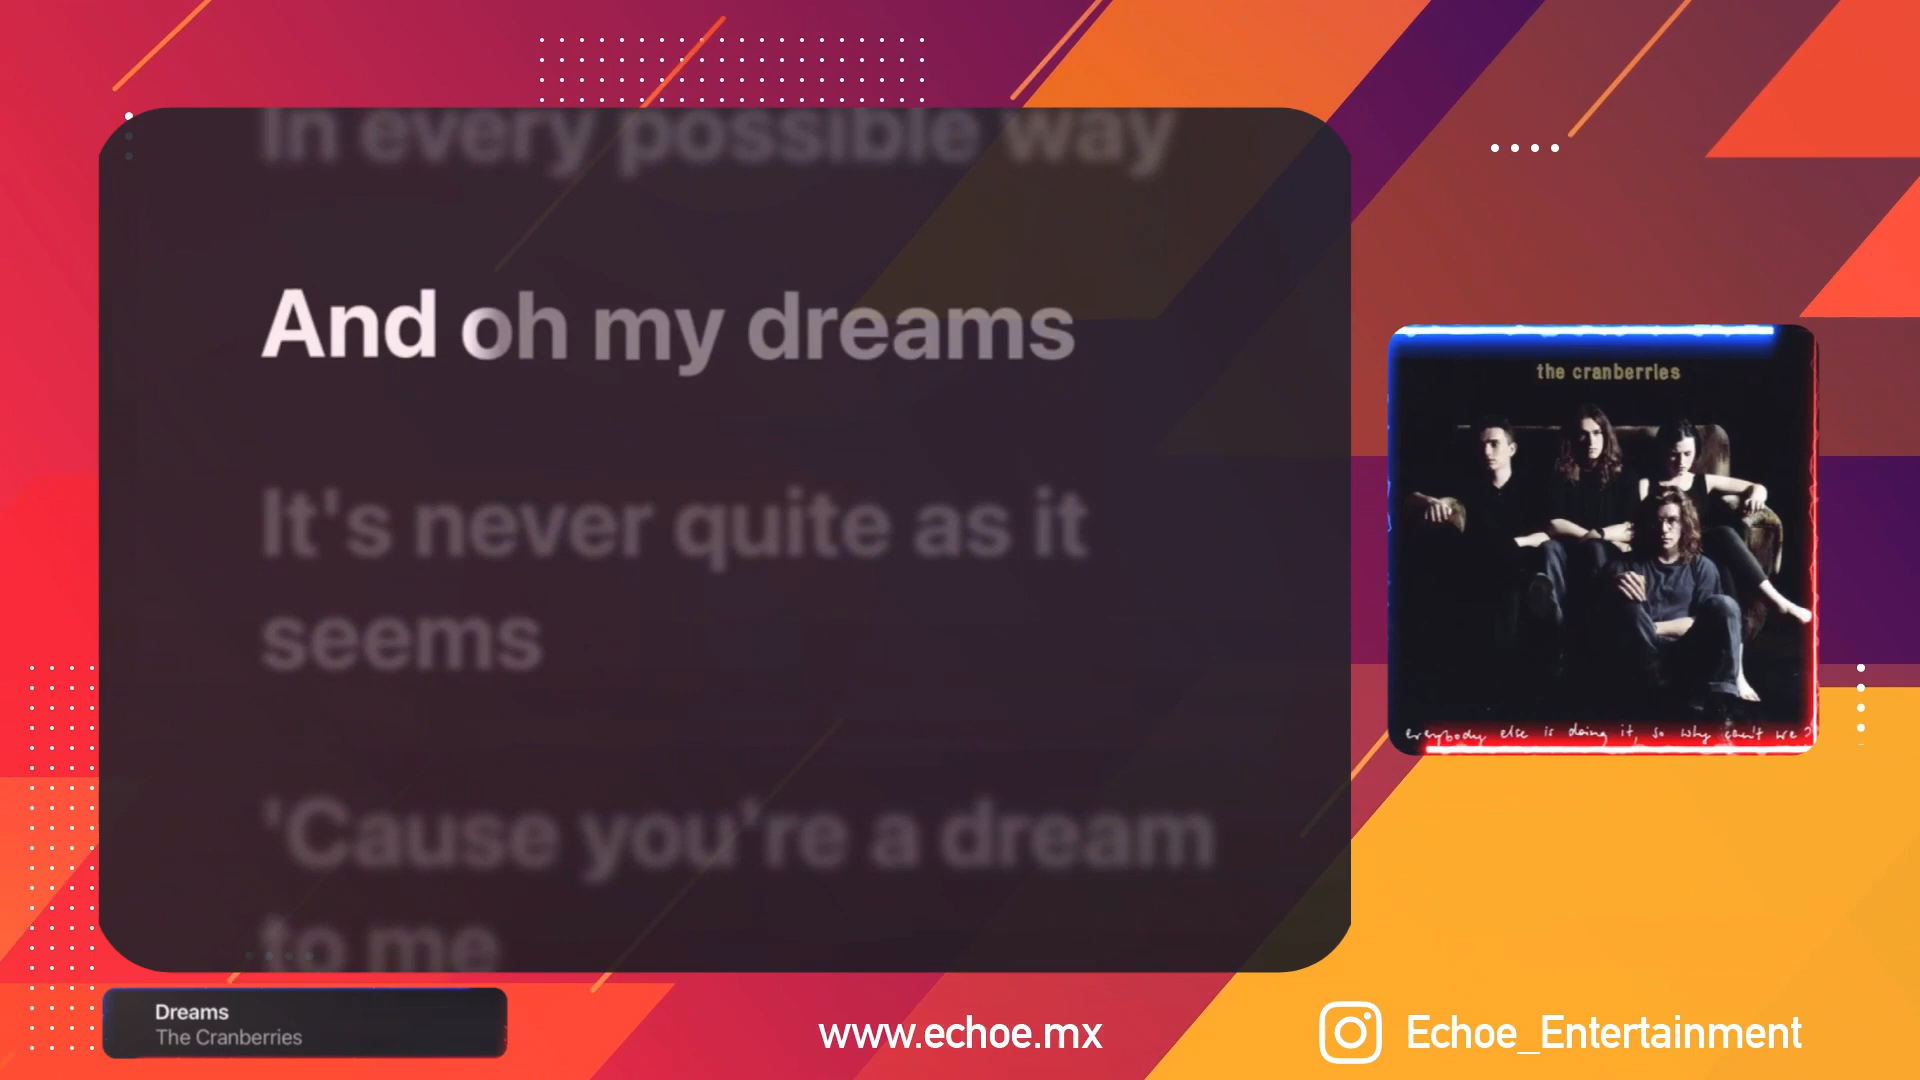 In every possible way
And oh my dreams
It's never quite as it
seems
'Cause you're a dream
to me
the cranberries
everybody else is doing it, so why can't we?
Dreams
The Cranberries
www.echoe.mx
Echoe_Entertainment